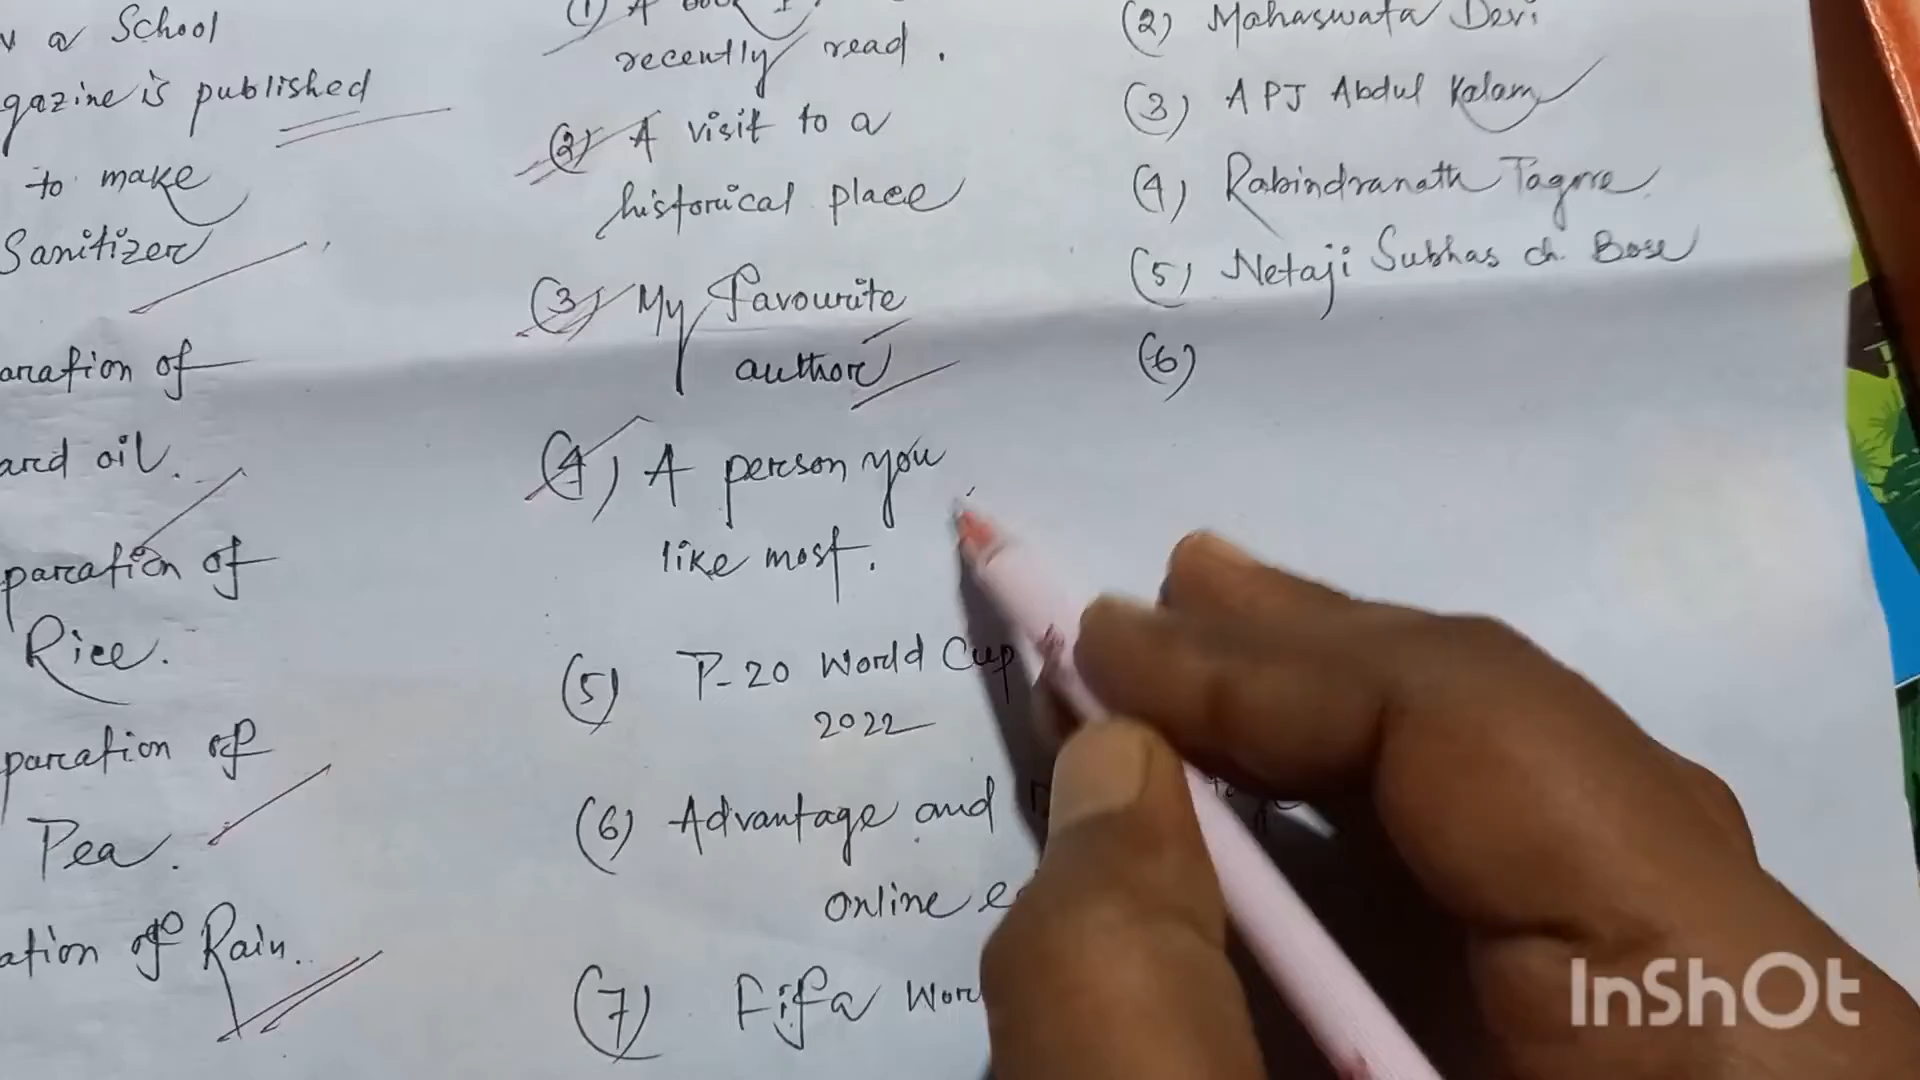 a School
gazine is published
to make
Sanitizer
aration of
ard oil.
paration of
Rice.
paration of
Pea.
ation of Rain.
(1) A
recently read.
(2) A visit to a
historical place
(3) My Favourite
author
(4) A person you
like most.
(5) P-20 World Cup
2022
(6) Advantage and
online e
(7) Fifa Wor
(2) Mahaswata Devi
(3) APJ Abdul Kalam
(4) Rabindranath Tagore
(5) Netaji Subhas ch. Bose
(6)
InShOt